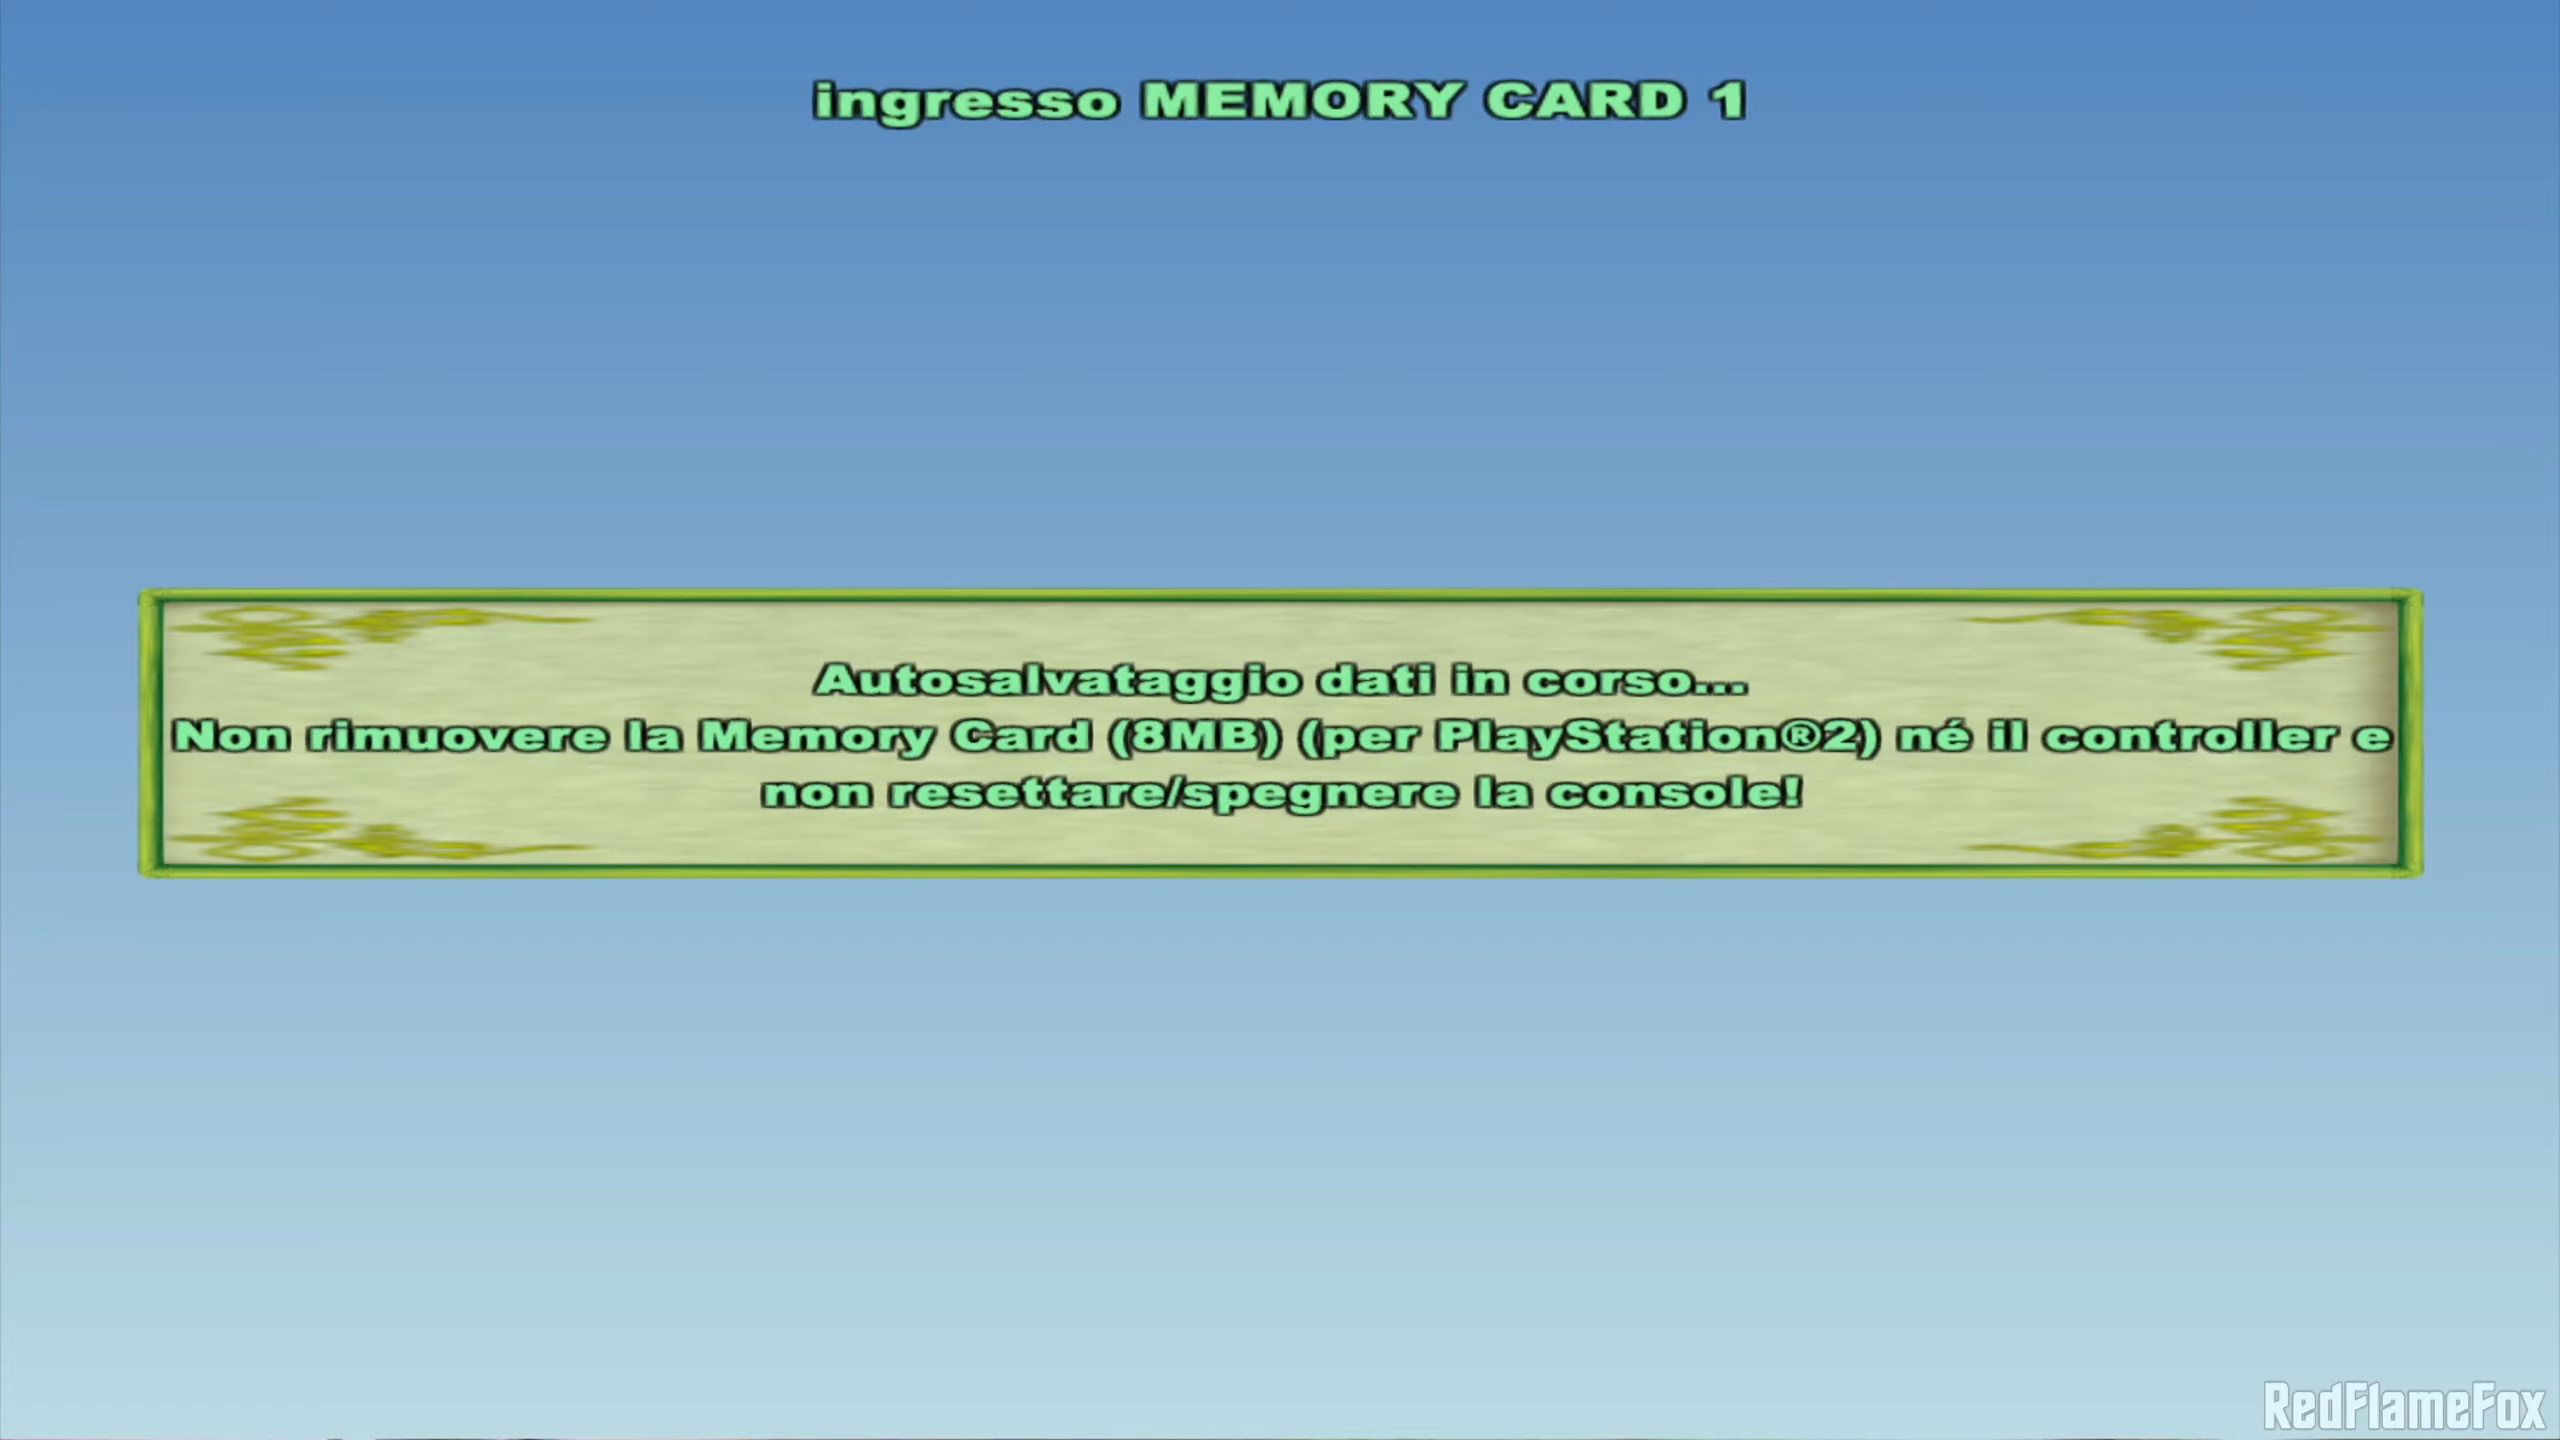 ingresso MEMORY CARD 1
Autosalvataggio dati in corso...
Non rimuovere la Memory Card (8MB) (per PlayStation®2) né il controller e
non resettare/spegnere la console!
RedFlameFox